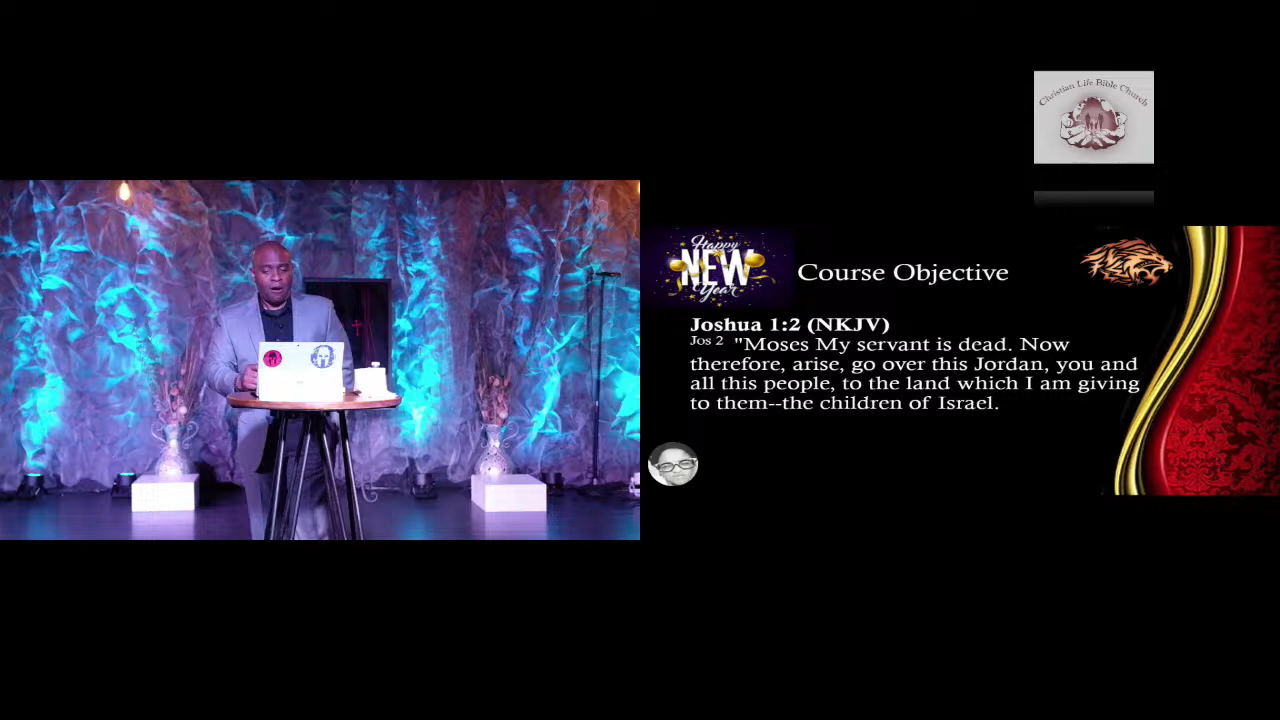 Christian Life Bible Church
Happy
NEW
Year
Course Objective
Joshua 1:2 (NKJV)
Jos 2 "Moses My servant is dead. Now
therefore, arise, go over this Jordan, you and
all this people, to the land which I am giving
to them--the children of Israel.